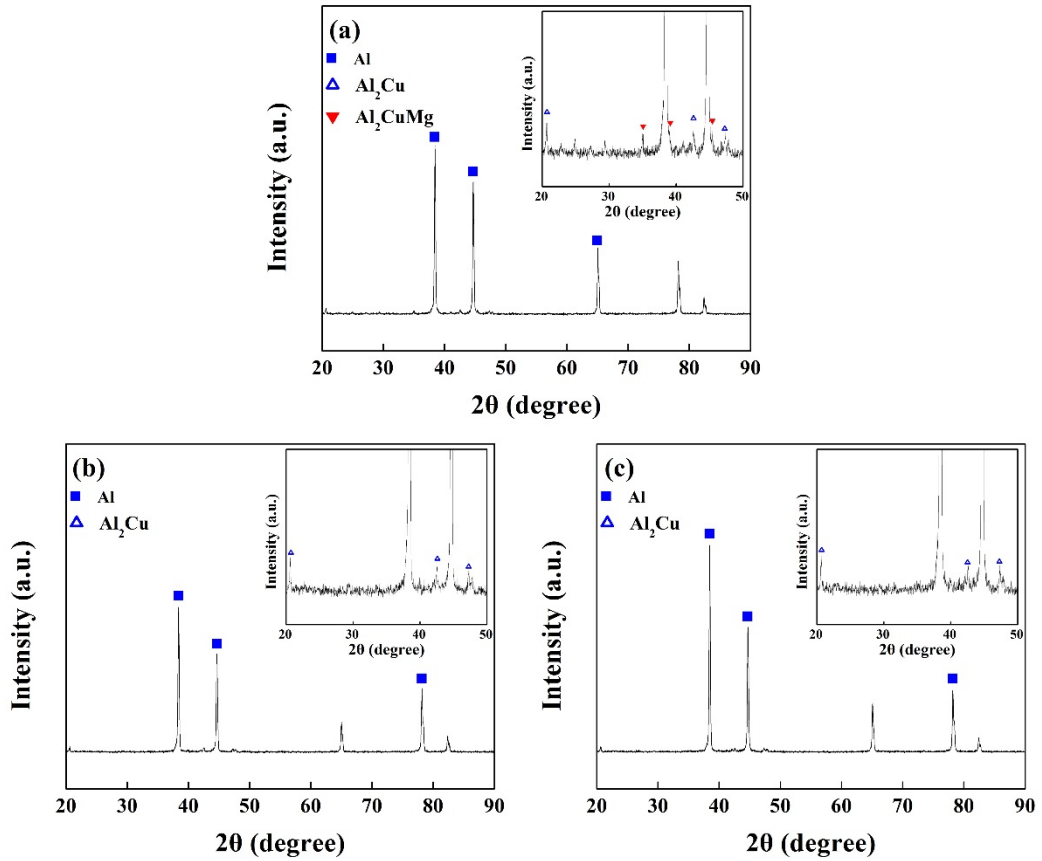 (a)
Al
Al₂Cu
Al₂CuMg
Intensity (a.u.)
20 30 40 50 60 70 80 90
2θ (degree)
Intensity (a.u.)
20 30 40 50
2θ (degree)
(b)
Al
Al₂Cu
Intensity (a.u.)
20 30 40 50 60 70 80 90
2θ (degree)
Intensity (a.u.)
20 30 40 50
2θ (degree)
(c)
Al
Al₂Cu
Intensity (a.u.)
20 30 40 50 60 70 80 90
2θ (degree)
Intensity (a.u.)
20 30 40 50
2θ (degree)